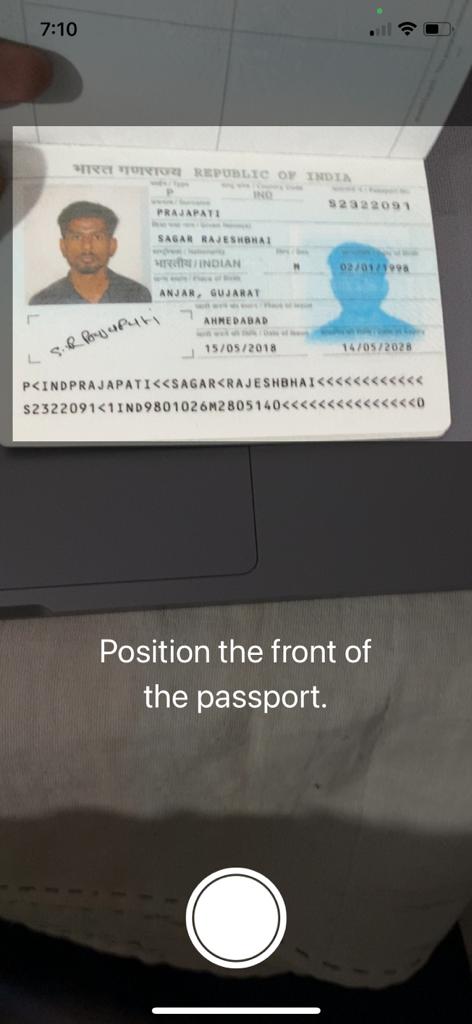 7:10
भारत गणराज्य REPUBLIC OF INDIA
P
IND
S2322091
PRAJAPATI
SAGAR RAJESHBHAI
भारतीय/INDIAN
M
02/01/1998
ANJAR, GUJARAT
AHMEDABAD
15/05/2018
14/05/2028
P<INDPRAJAPATI<<SAGAR<RAJESHBHAI<<<<<<<<<<<<
S2322091<1IND9801026M2805140<<<<<<<<<<<<<<<0
Position the front of
the passport.